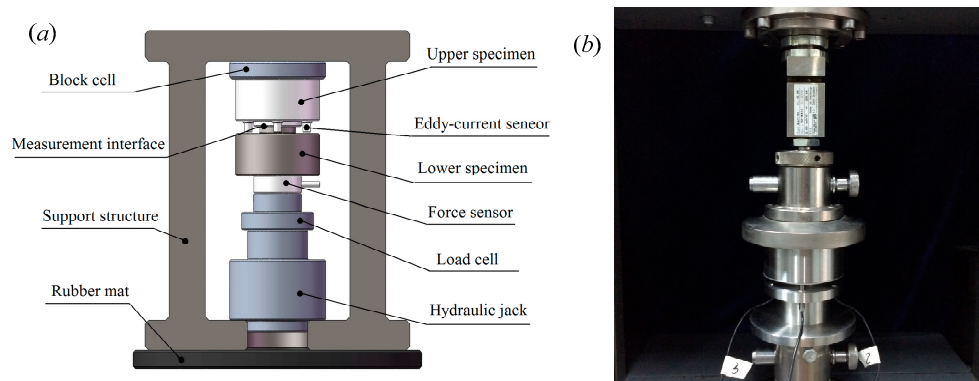 (a)
Block cell
Upper specimen
Eddy-current seneor
Measurement interface
Lower specimen
Support structure
Force sensor
Load cell
Rubber mat
Hydraulic jack
(b)
3
2